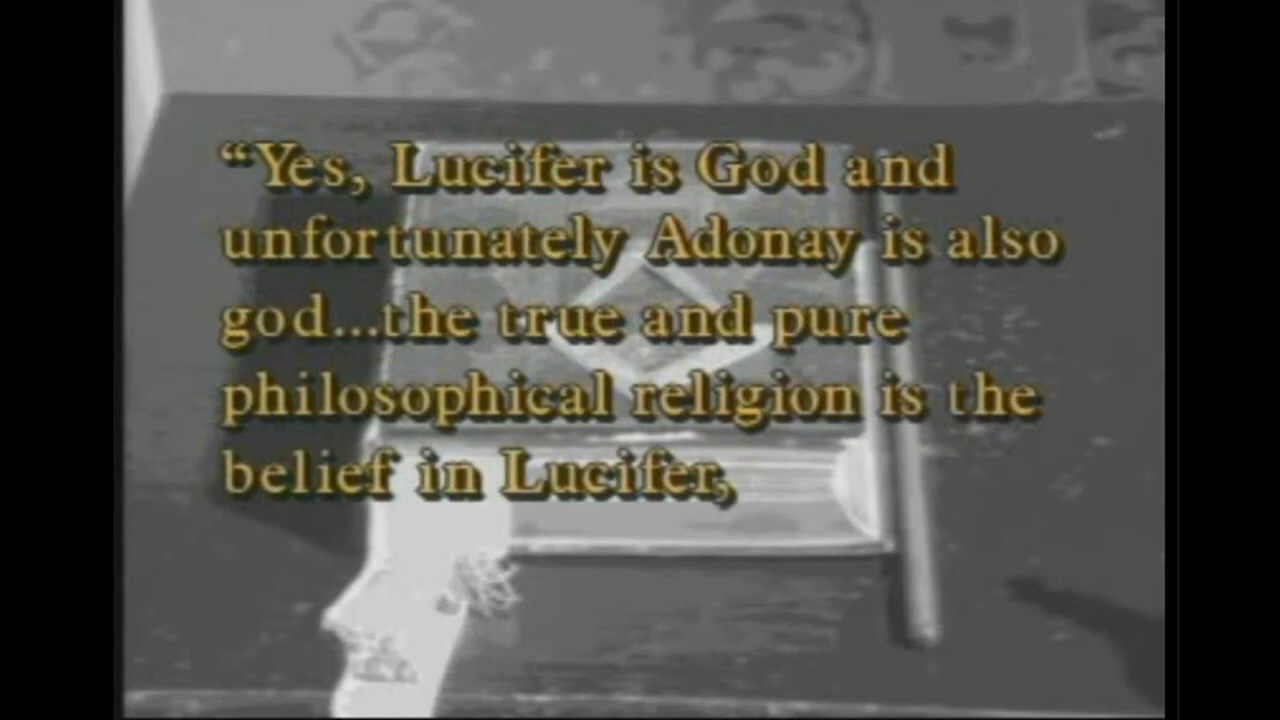 “Yes, Lucifer is God and
unfortunately Adonay is also
god...the true and pure
philosophical religion is the
belief in Lucifer,